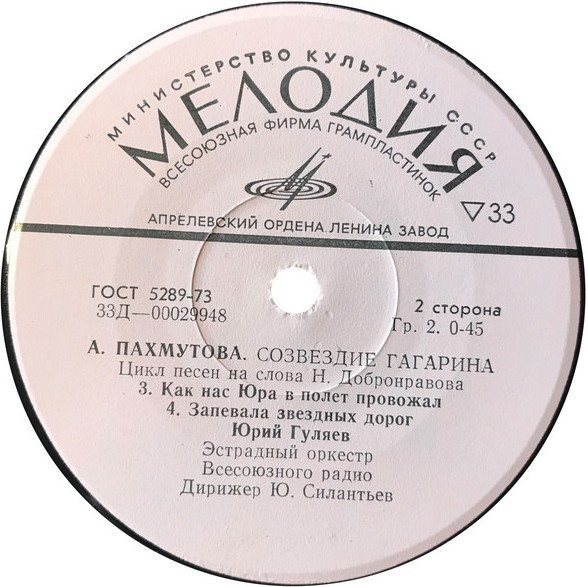 МИНИСТЕРСТВО КУЛЬТУРЫ СССР
МЕЛОДИЯ
ВСЕСОЮЗНАЯ ФИРМА ГРАМПЛАСТИНОК
АПРЕЛЕВСКИЙ ОРДЕНА ЛЕНИНА ЗАВОД
▽33
ГОСТ 5289-73
33Д—00029948
2 сторона
Гр. 2. 0-45
А. ПАХМУТОВА. СОЗВЕЗДИЕ ГАГАРИНА
Цикл песен на слова Н. Добронравова
3. Как нас Юра в полет провожал
4. Запевала звездных дорог
Юрий Гуляев
Эстрадный оркестр
Всесоюзного радио
Дирижер Ю. Силантьев